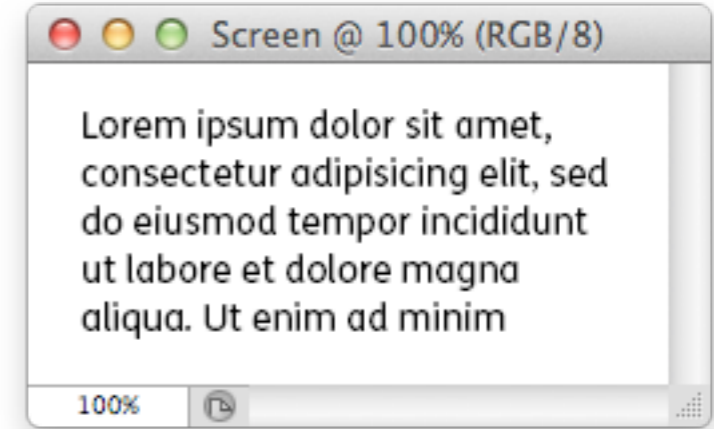 Screen @ 100% (RGB/8)
Lorem ipsum dolor sit amet,
consectetur adipisicing elit, sed
do eiusmod tempor incididunt
ut labore et dolore magna
aliqua. Ut enim ad minim
100%